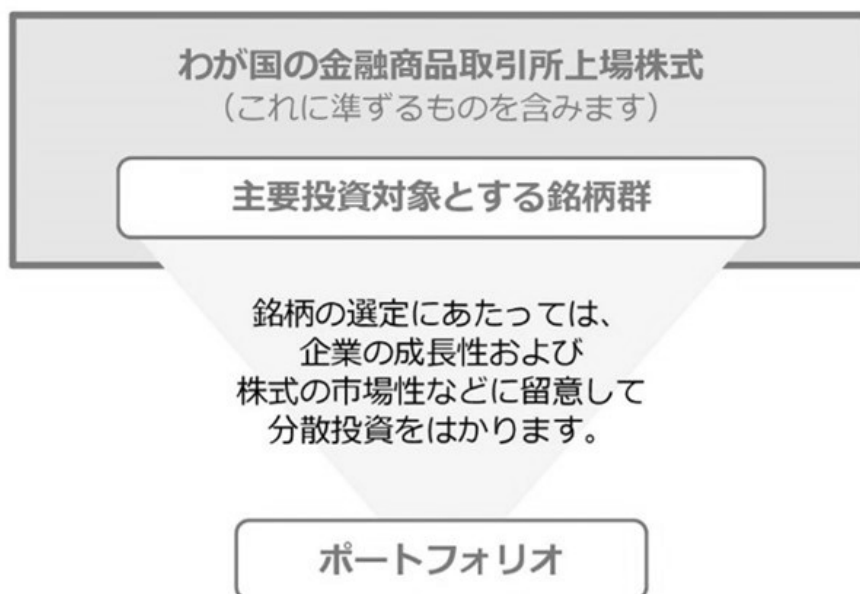 わが国の金融商品取引所上場株式
（これに準ずるものを含みます）
主要投資対象とする銘柄群
銘柄の選定にあたっては、
企業の成長性および
株式の市場性などに留意して
分散投資をはかります。
ポートフォリオ